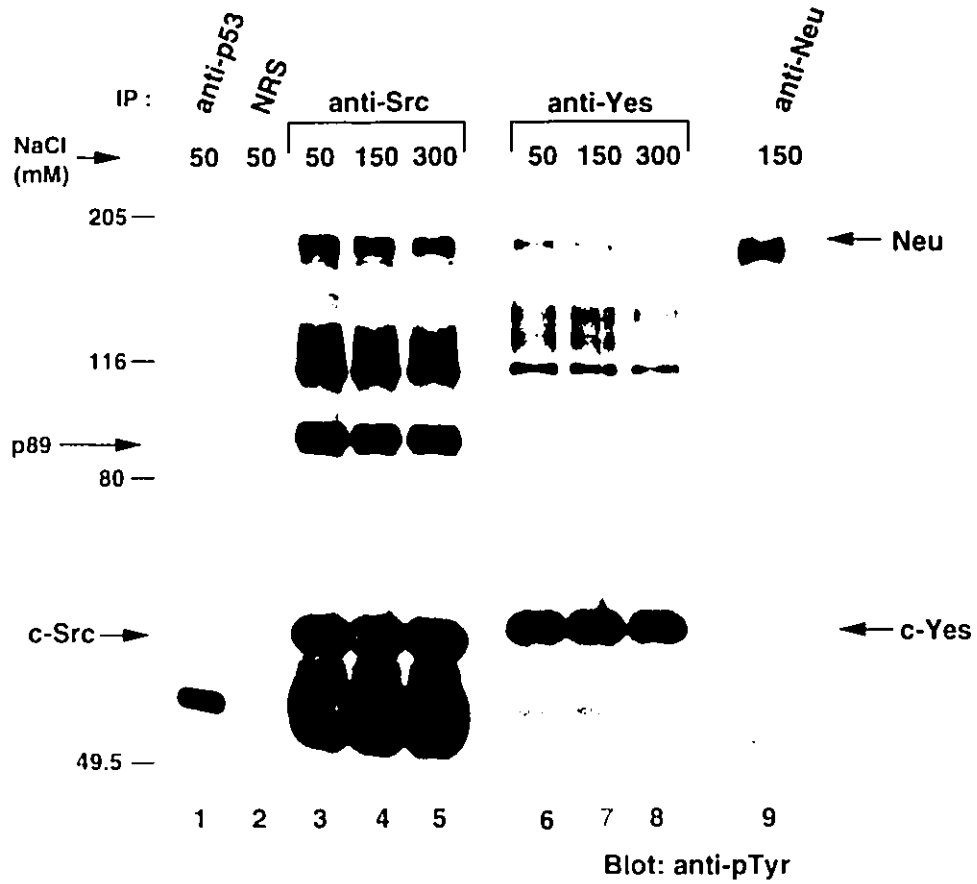 anti-p53 NRS anti-Neu
IP : anti-Src anti-Yes
NaCl (mM) 50 50 50 150 300 50 150 300 150
205
Neu
116
p89
80
c-Src c-Yes
49.5
1 2 3 4 5 6 7 8 9
Blot: anti-pTyr